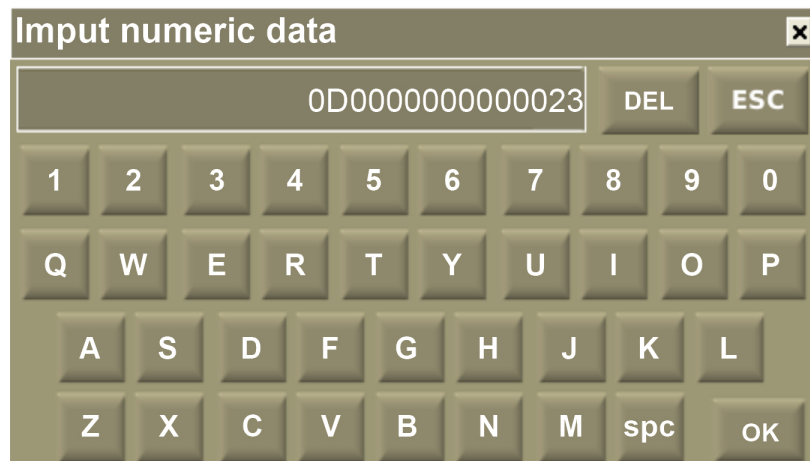 Imput numeric data
0D0000000000023 DEL ESC
1 2 3 4 5 6 7 8 9 0
Q W E R T Y U I O P
A S D F G H J K L
Z X C V B N M spc OK